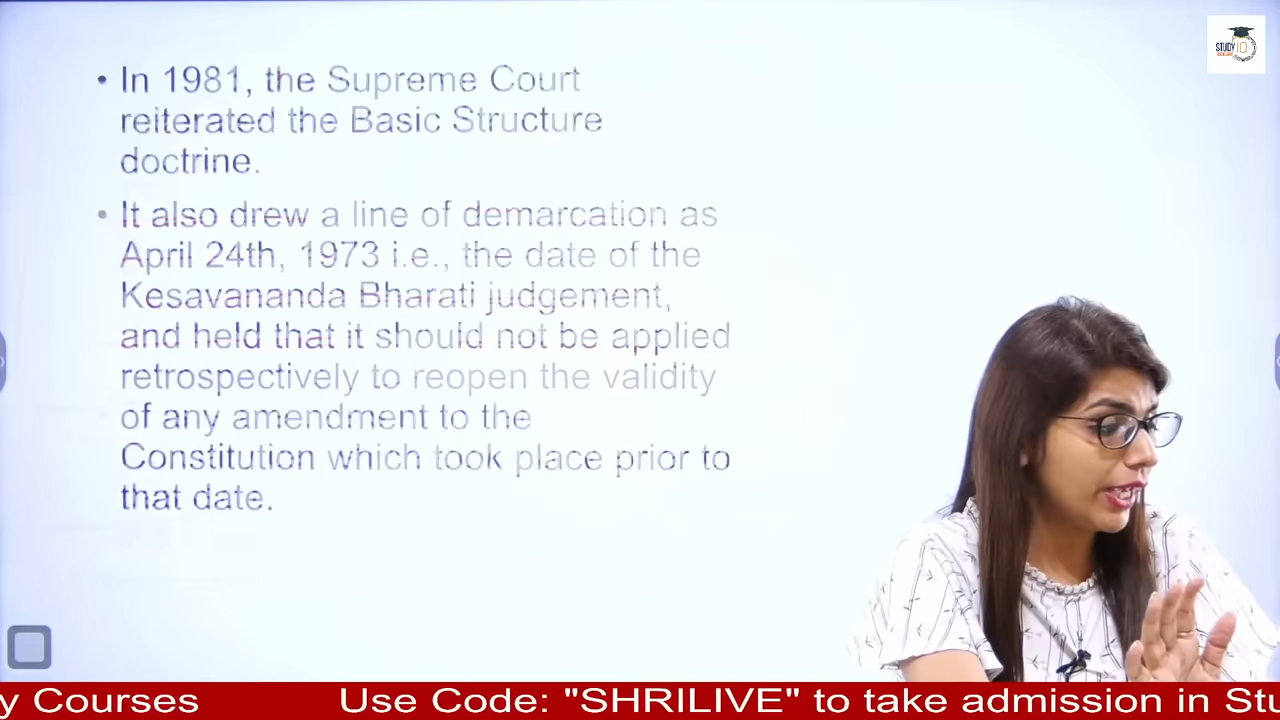 STUDY IQ
• In 1981, the Supreme Court
reiterated the Basic Structure
doctrine.
• It also drew a line of demarcation as
April 24th, 1973 i.e., the date of the
Kesavananda Bharati judgement,
and held that it should not be applied
retrospectively to reopen the validity
of any amendment to the
Constitution which took place prior to
that date.
y Courses Use Code: "SHRILIVE" to take admission in Stu